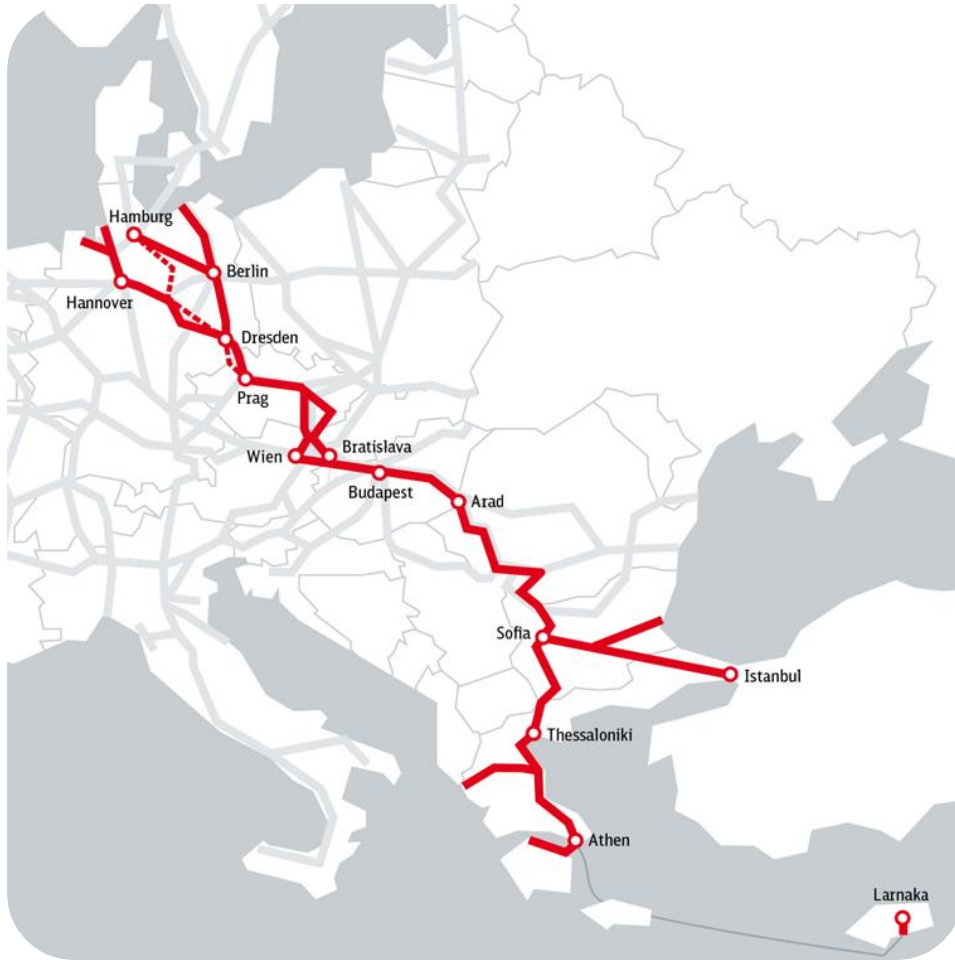 Hamburg
Berlin
Hannover
Dresden
Prag
Wien
Bratislava
Budapest
Arad
Sofia
Istanbul
Thessaloniki
Athen
Larnaka